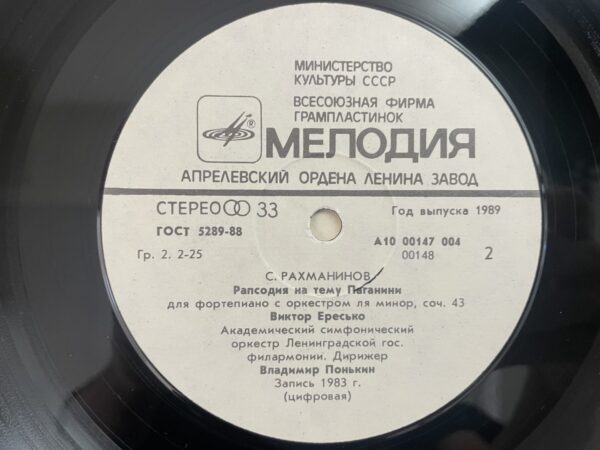 МИНИСТЕРСТВО
КУЛЬТУРЫ СССР
ВСЕСОЮЗНАЯ ФИРМА
ГРАМПЛАСТИНОК
МЕЛОДИЯ
АПРЕЛЕВСКИЙ ОРДЕНА ЛЕНИНА ЗАВОД
СТЕРЕО 33
Год выпуска 1989
ГОСТ 5289-88
А10 00147 004
Гр. 2. 2-25
00148 2
С. РАХМАНИНОВ
Рапсодия на тему Паганини
для фортепиано с оркестром ля минор, соч. 43
Виктор Ересько
Академический симфонический
оркестр Ленинградской гос.
филармонии. Дирижер
Владимир Понькин
Запись 1983 г.
(цифровая)